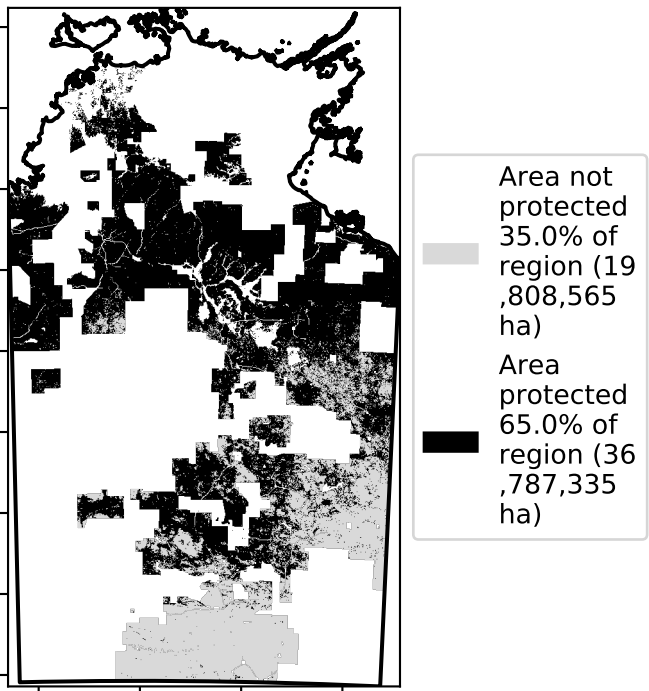 Area not
protected
35.0% of
region (19
,808,565
ha)
Area
protected
65.0% of
region (36
,787,335
ha)